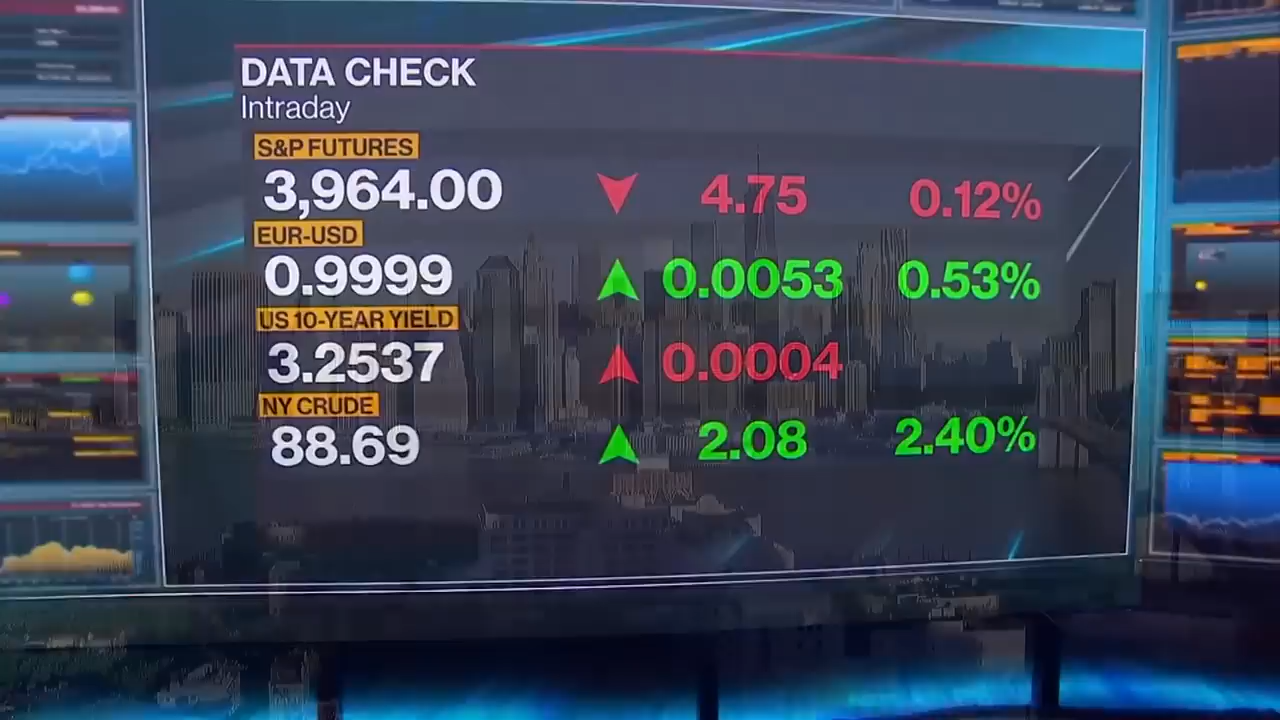 DATA CHECK
Intraday
S&P FUTURES
3,964.00 4.75 0.12%
EUR-USD
0.9999 0.0053 0.53%
US 10-YEAR YIELD
3.2537 0.0004
NY CRUDE
88.69 2.08 2.40%